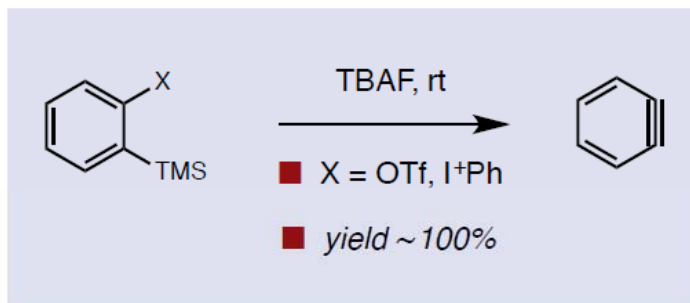 X
TMS
TBAF, rt
X = OTf, I⁺Ph
yield ~100%